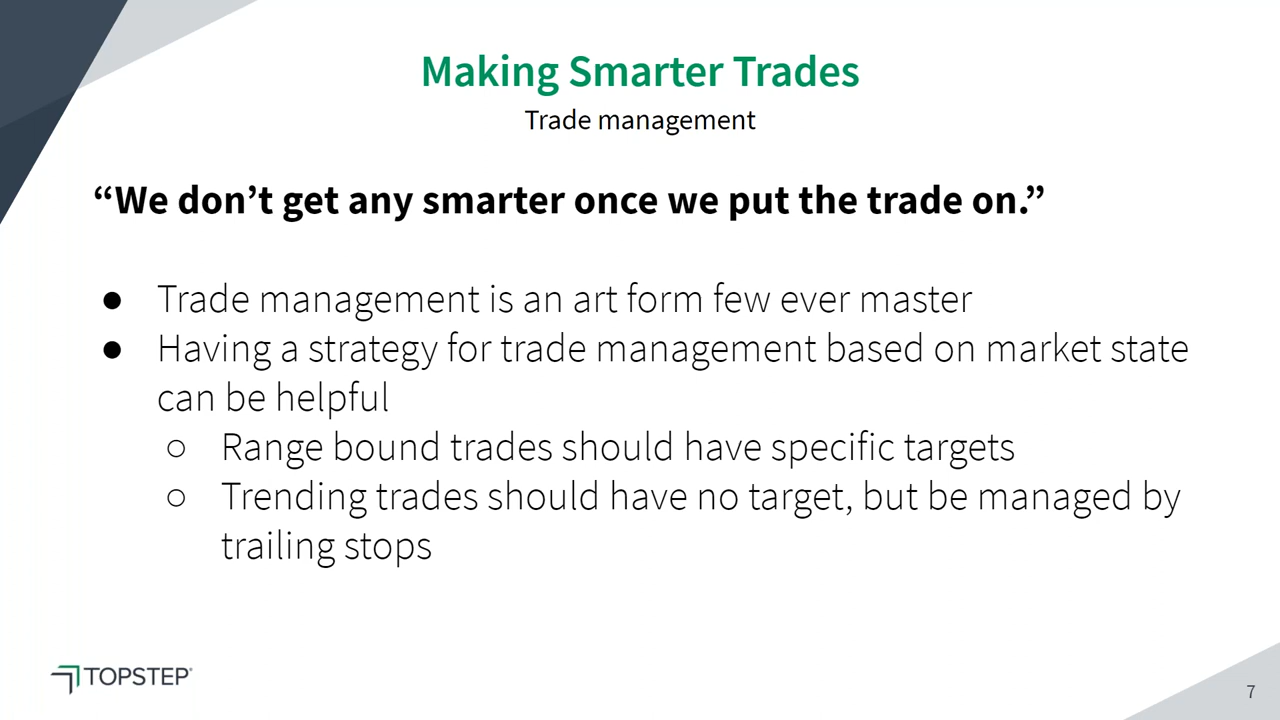 Making Smarter Trades
Trade management
“We don’t get any smarter once we put the trade on.”
● Trade management is an art form few ever master
● Having a strategy for trade management based on market state
can be helpful
○ Range bound trades should have specific targets
○ Trending trades should have no target, but be managed by
trailing stops
TOPSTEP®
7